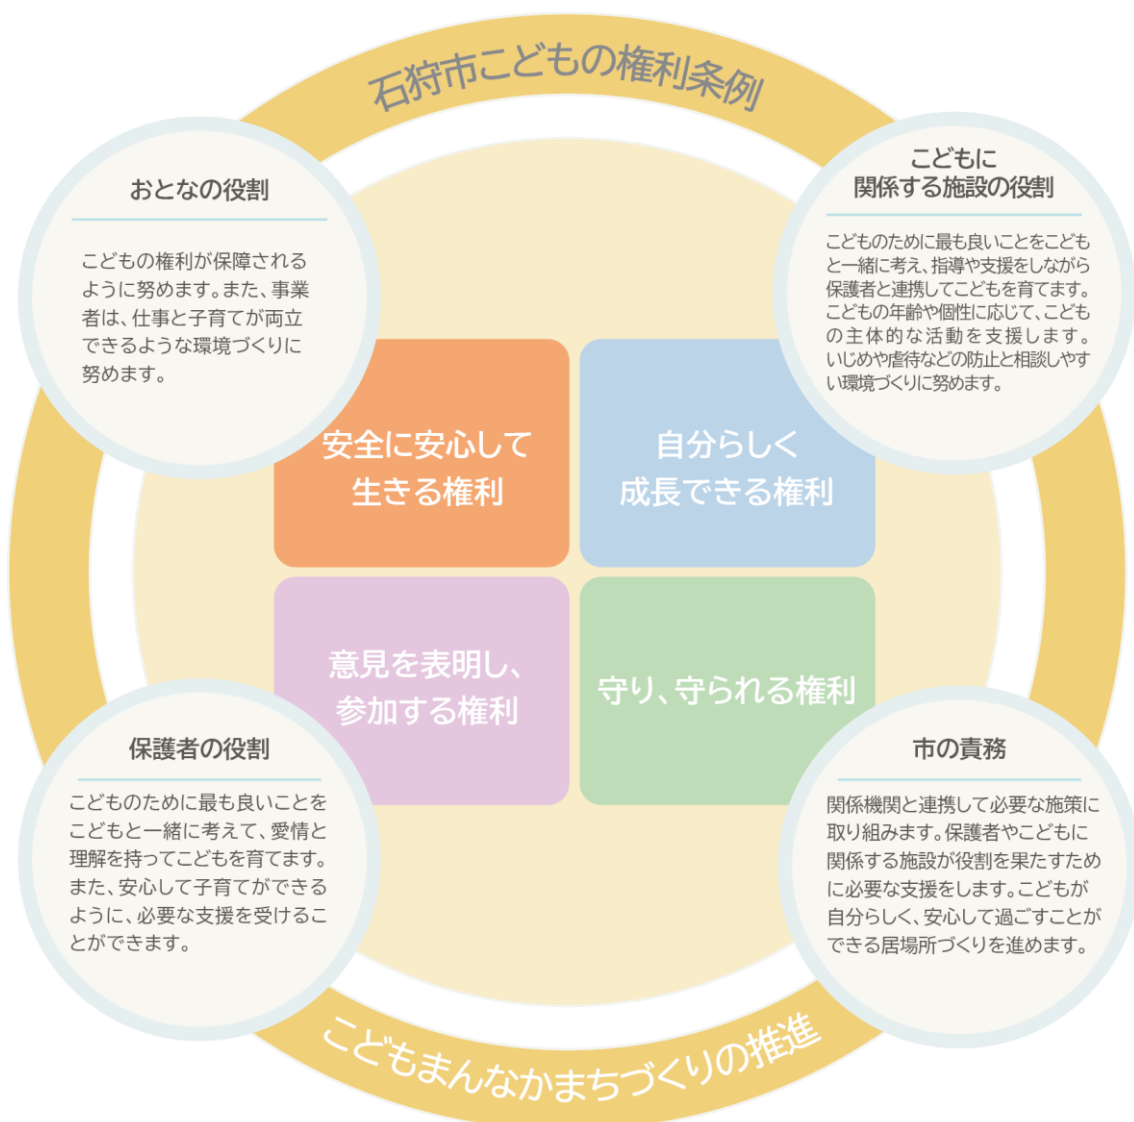 石狩市こどもの権利条例
おとなの役割
こどもの権利が保障される
ように努めます。また、事業
者は、仕事と子育てが両立
できるような環境づくりに
努めます。
こどもに
関係する施設の役割
こどものために最も良いことをこども
と一緒に考え、指導や支援をしながら
保護者と連携してこどもを育てます。
こどもの年齢や個性に応じて、こども
の主体的な活動を支援します。
いじめや虐待などの防止と相談しやす
い環境づくりに努めます。
安全に安心して
生きる権利
自分らしく
成長できる権利
意見を表明し、
参加する権利
守り、守られる権利
保護者の役割
こどものために最も良いことを
こどもと一緒に考えて、愛情と
理解を持ってこどもを育てます。
また、安心して子育てができる
ように、必要な支援を受けるこ
とができます。
市の責務
関係機関と連携して必要な施策に
取り組みます。保護者やこどもに
関係する施設が役割を果たすため
に必要な支援をします。こどもが
自分らしく、安心して過ごすことが
できる居場所づくりを進めます。
こどもまんなかまちづくりの推進